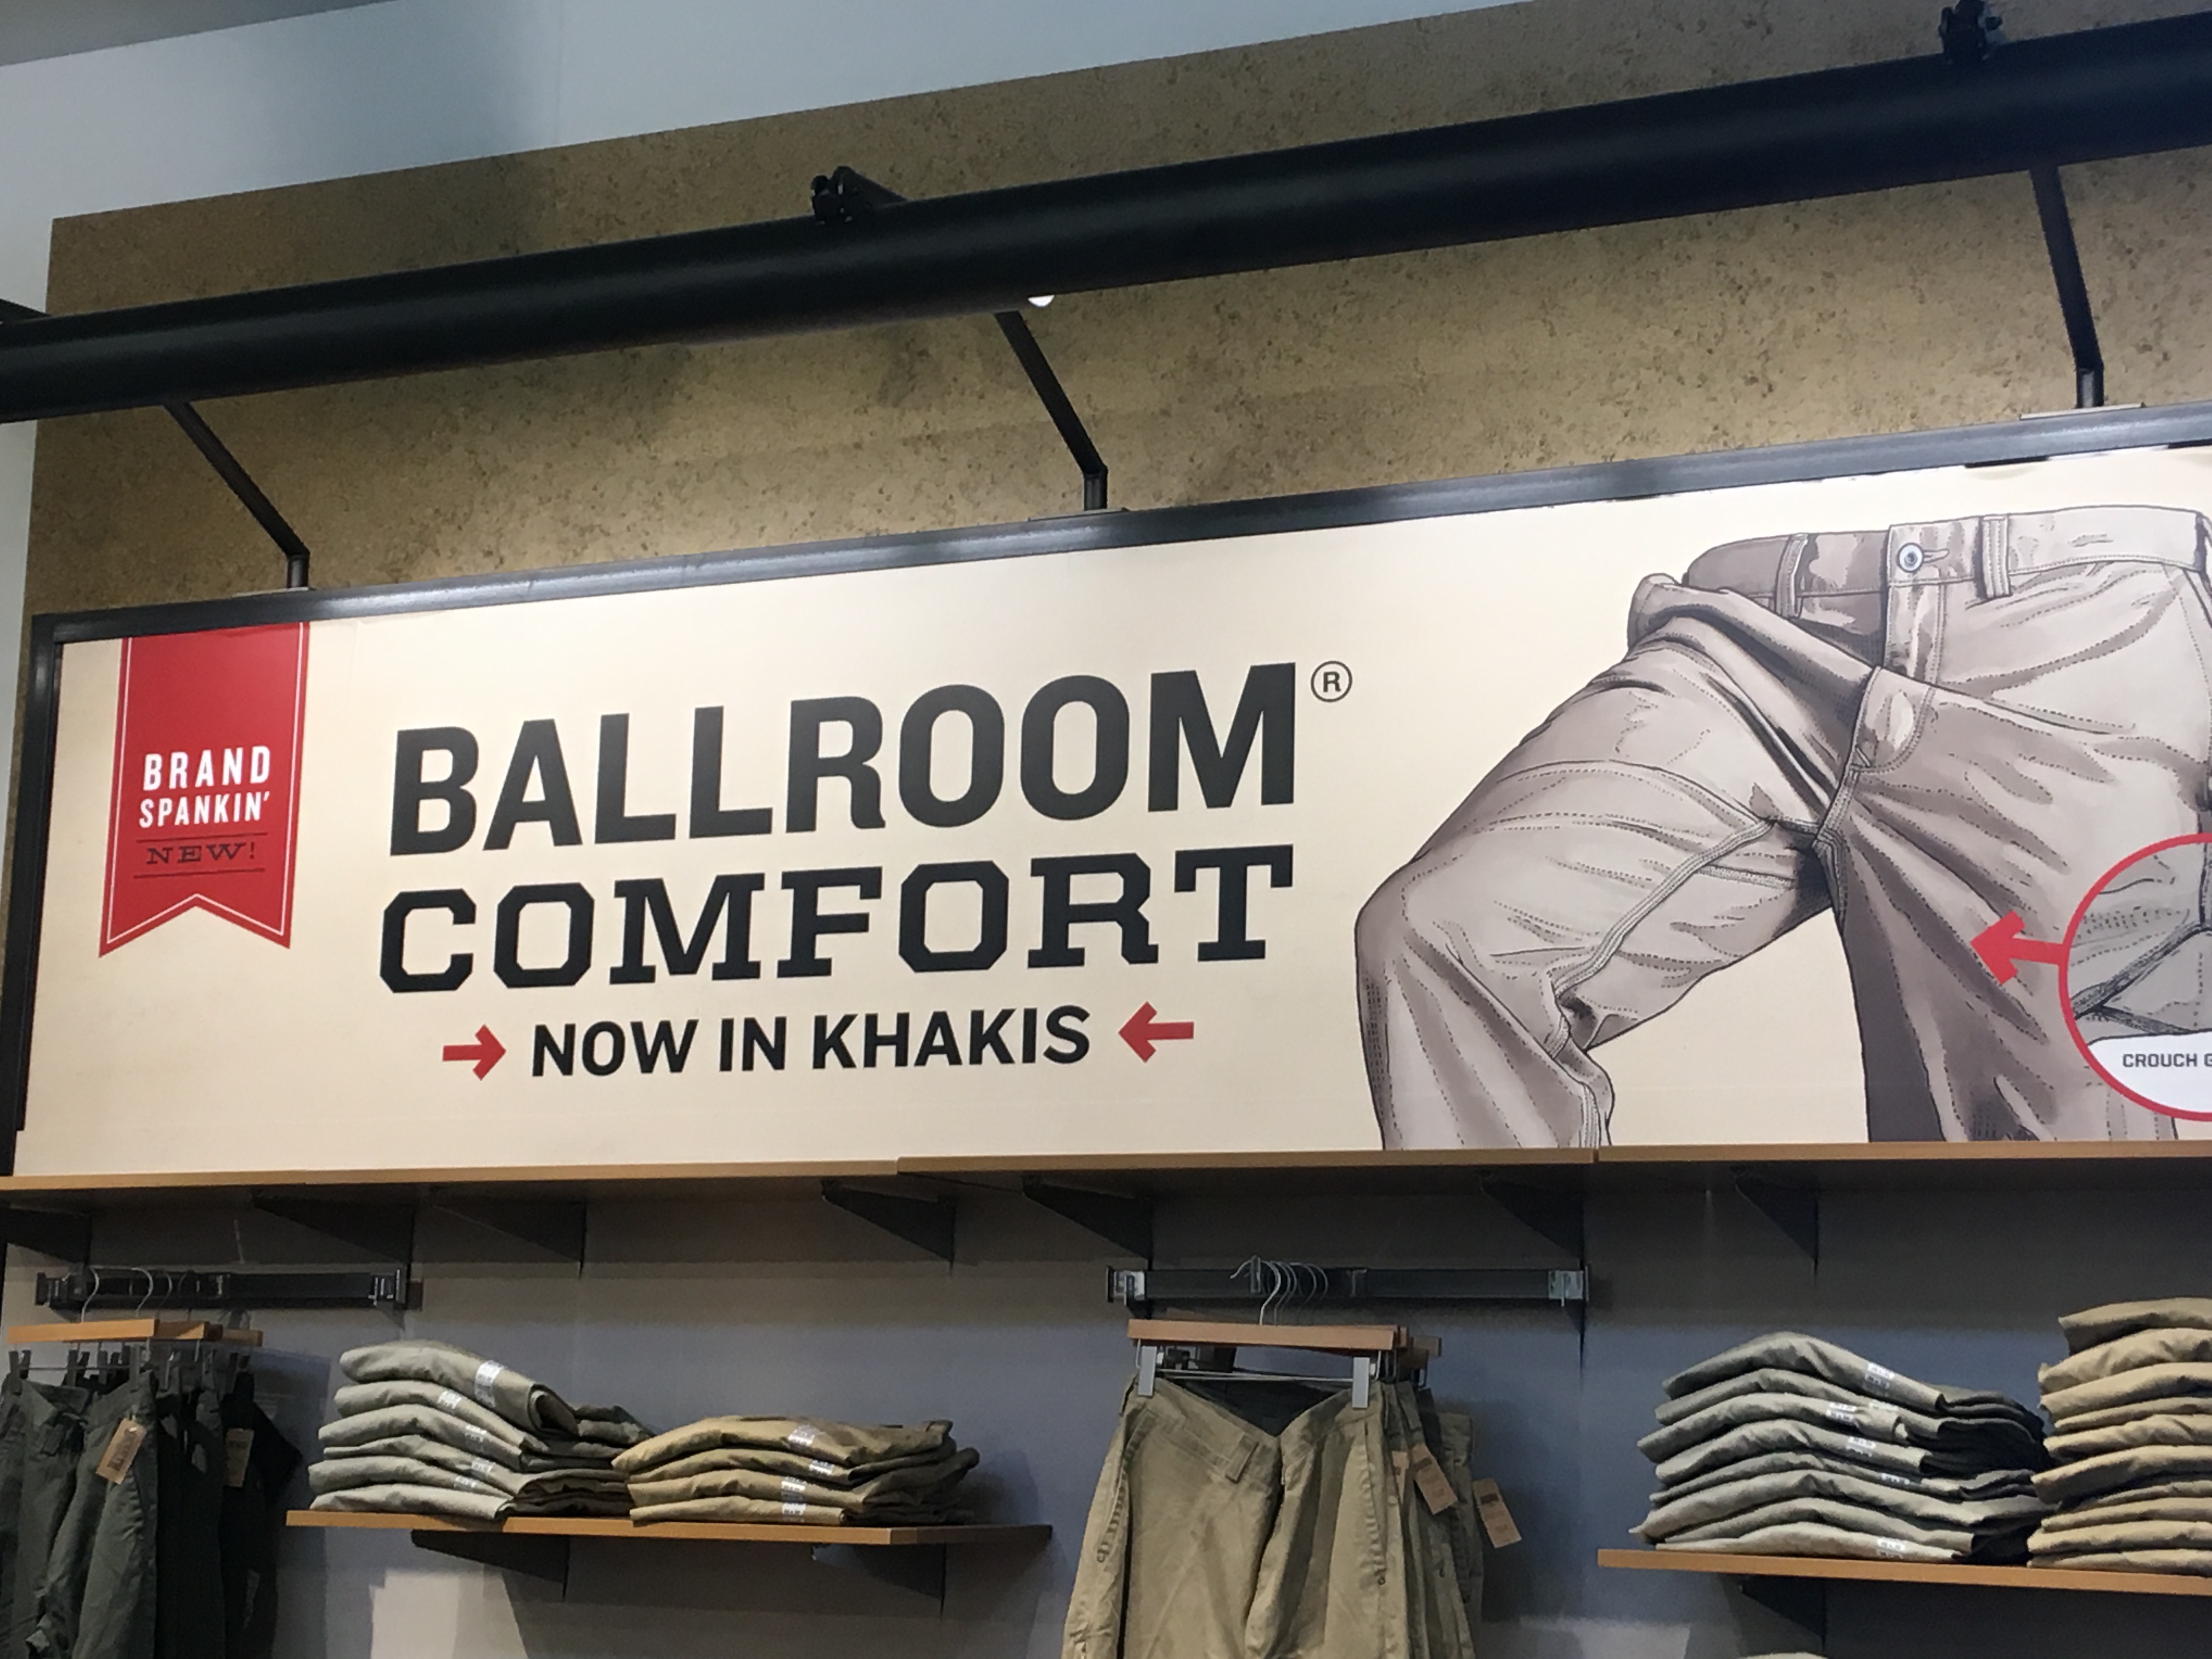 BRAND
SPANKIN'
NEW!
BALLROOM®
COMFORT
→ NOW IN KHAKIS ←
CROUCH